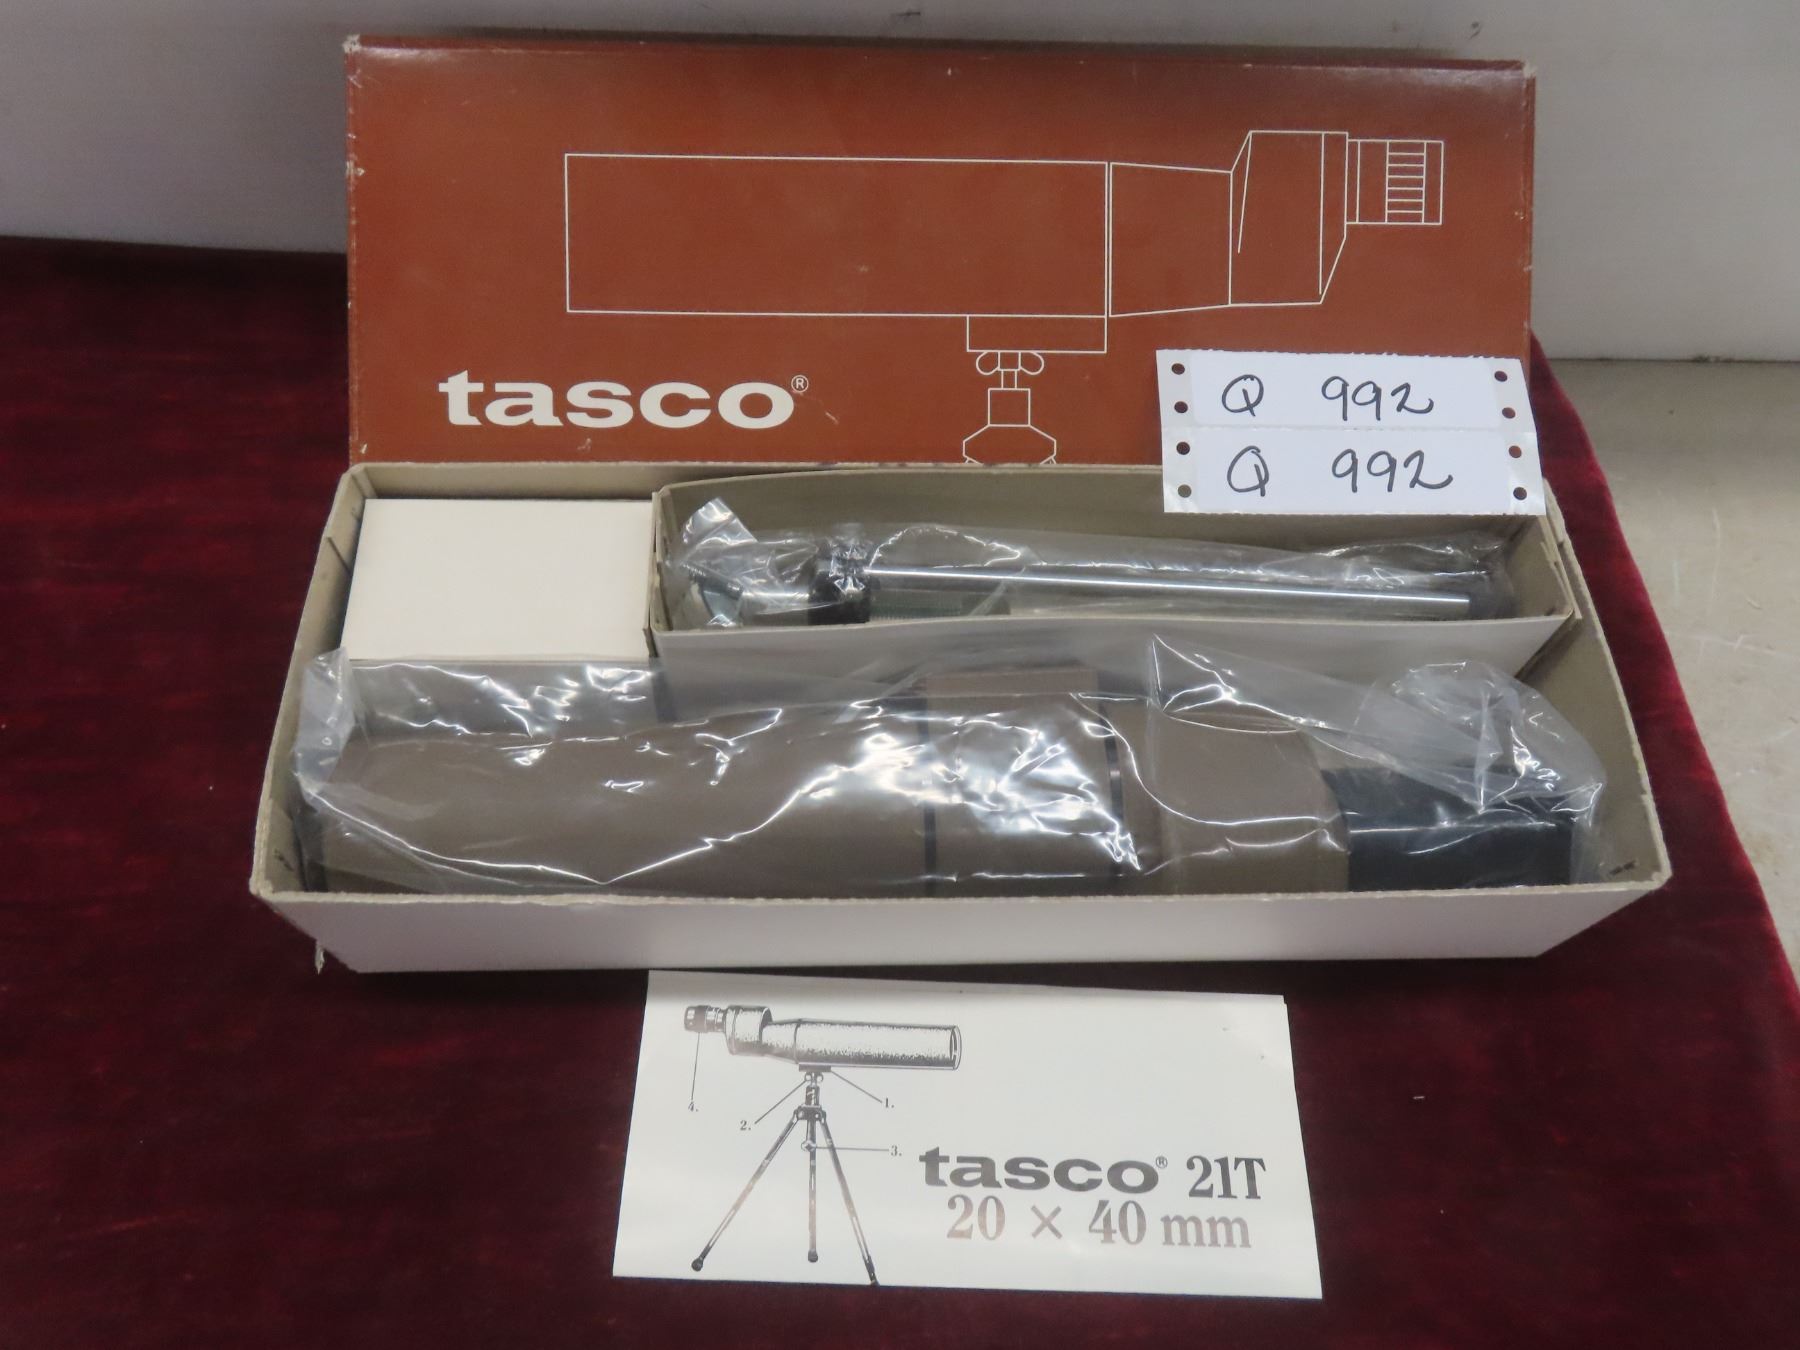 tasco®
Q 992
Q 992
4.
1.
2.
3.
tasco® 21T
20 × 40 mm